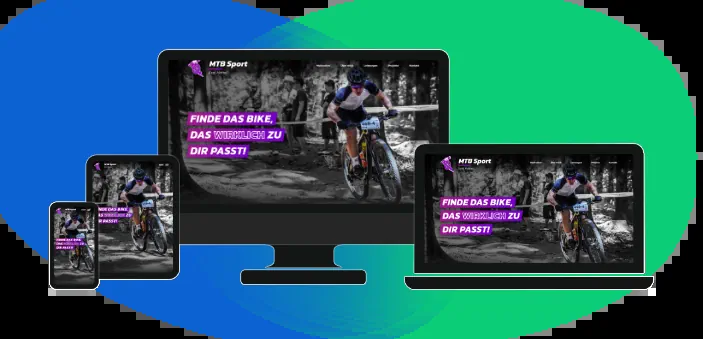 MTB Sport
FINDE DAS BIKE,
DAS WIRKLICH ZU
DIR PASST!
MTB Sport
FINDE DAS BIKE,
DAS WIRKLICH ZU
DIR PASST!
MTB Sport
FINDE DAS BIKE,
DAS WIRKLICH ZU
DIR PASST!
FINDE DAS BIKE,
DAS WIRKLICH ZU
DIR PASST!